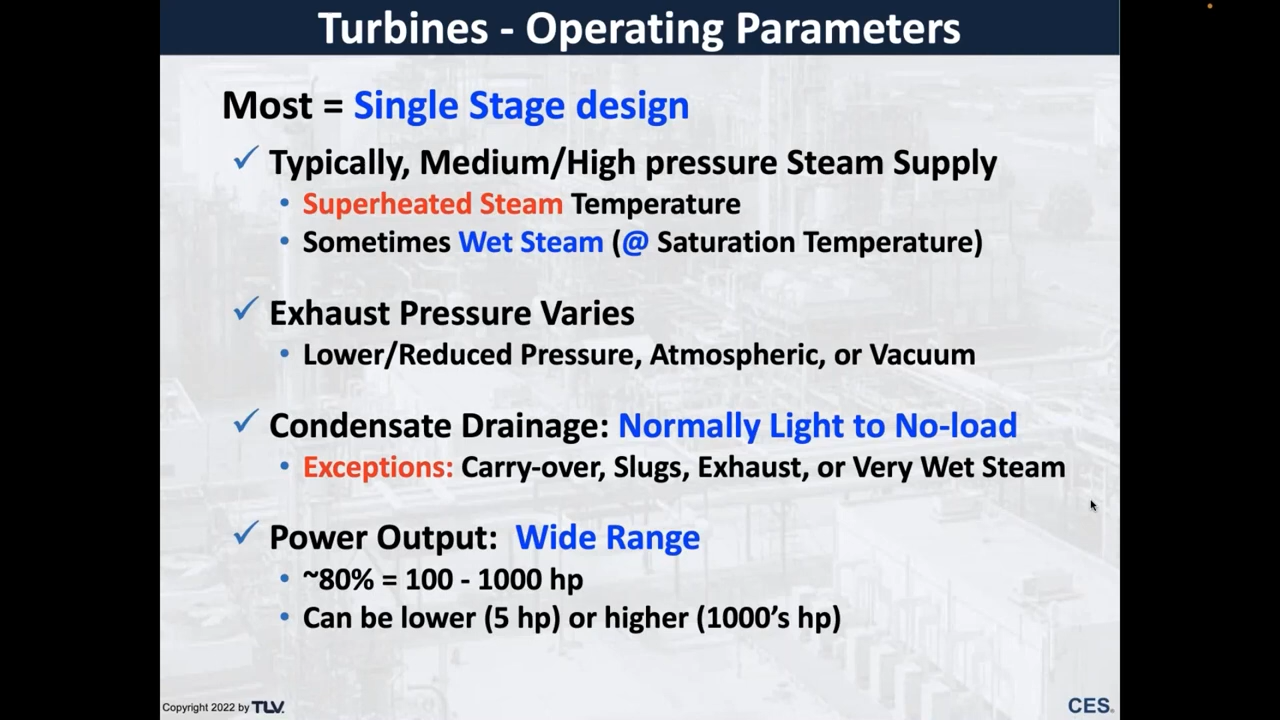 Turbines - Operating Parameters
Most = Single Stage design
✓ Typically, Medium/High pressure Steam Supply
• Superheated Steam Temperature
• Sometimes Wet Steam (@ Saturation Temperature)
✓ Exhaust Pressure Varies
• Lower/Reduced Pressure, Atmospheric, or Vacuum
✓ Condensate Drainage: Normally Light to No-load
• Exceptions: Carry-over, Slugs, Exhaust, or Very Wet Steam
✓ Power Output: Wide Range
• ~80% = 100 - 1000 hp
• Can be lower (5 hp) or higher (1000’s hp)
Copyright 2022 by TLV.
CES.